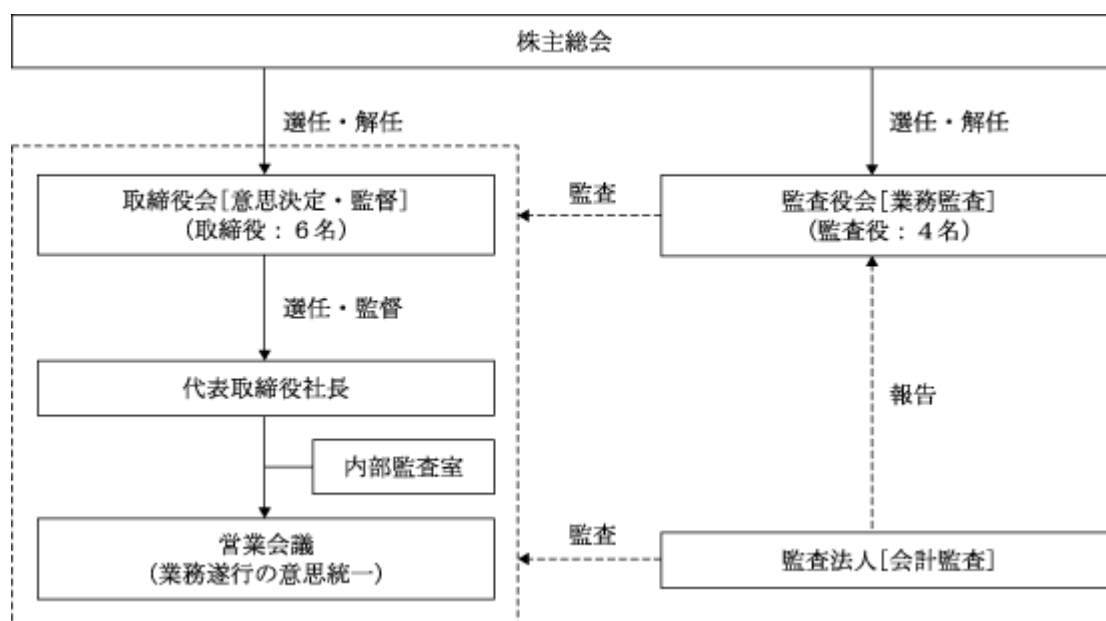 株主総会
選任・解任
選任・解任
取締役会[意思決定・監督]
(取締役：６名)
監査
監査役会[業務監査]
(監査役：４名)
選任・監督
代表取締役社長
報告
内部監査室
営業会議
(業務遂行の意思統一)
監査
監査法人[会計監査]